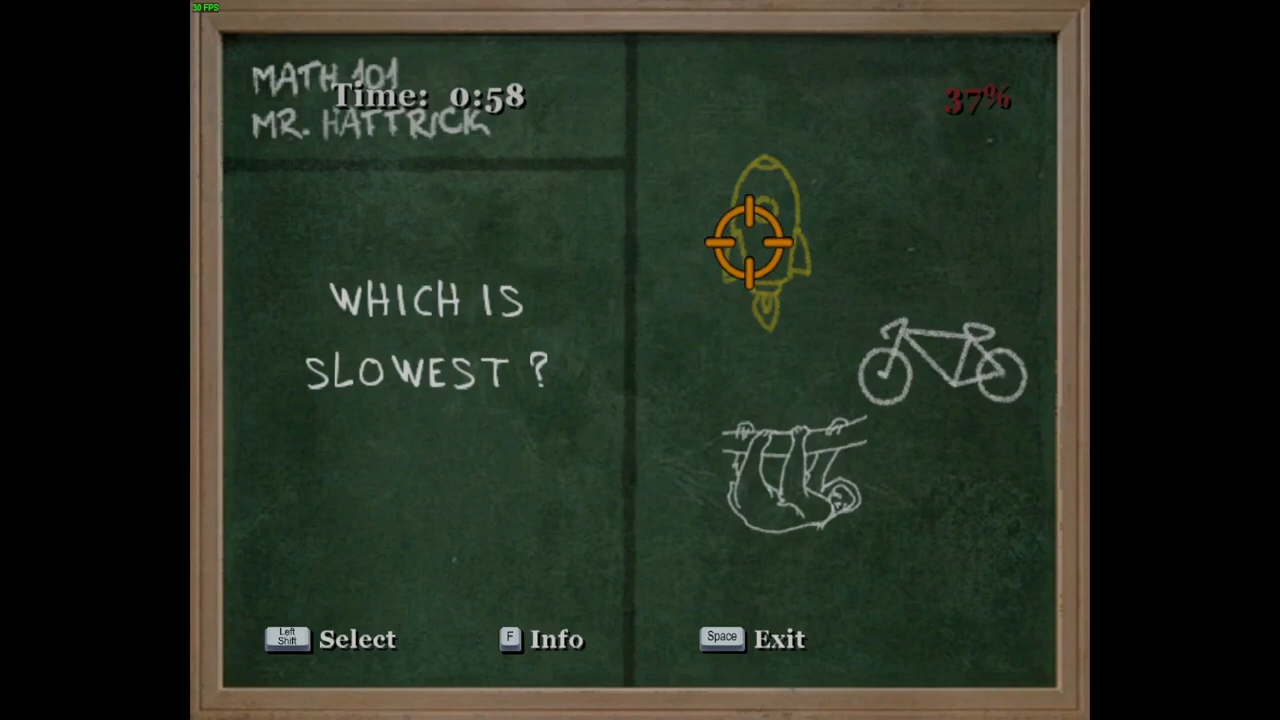 30 FPS
MATH 101
Time: 0:58
37%
MR. HATTRICK
WHICH IS
SLOWEST ?
Left Shift Select
F Info
Space Exit